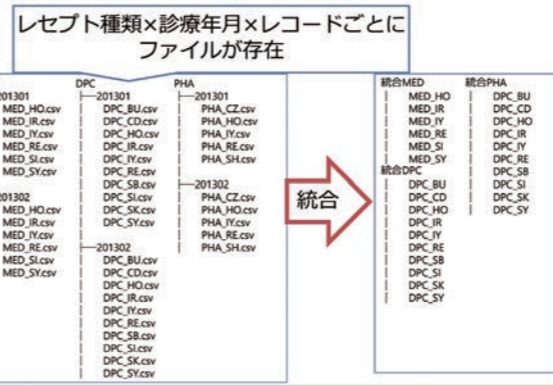 レセプト種類×診療年月×レコードごとに
ファイルが存在
201301
MED_HO.csv
MED_IR.csv
MED_IY.csv
MED_RE.csv
MED_SI.csv
MED_SY.csv
201302
MED_HO.csv
MED_IR.csv
MED_IY.csv
MED_RE.csv
MED_SI.csv
MED_SY.csv
DPC
201301
DPC_BU.csv
DPC_CD.csv
DPC_HO.csv
DPC_IR.csv
DPC_IY.csv
DPC_RE.csv
DPC_SB.csv
DPC_SI.csv
DPC_SK.csv
DPC_SY.csv
201302
DPC_BU.csv
DPC_CD.csv
DPC_HO.csv
DPC_IR.csv
DPC_IY.csv
DPC_RE.csv
DPC_SB.csv
DPC_SI.csv
DPC_SK.csv
DPC_SY.csv
PHA
201301
PHA_CZ.csv
PHA_HO.csv
PHA_IY.csv
PHA_RE.csv
PHA_SH.csv
201302
PHA_CZ.csv
PHA_HO.csv
PHA_IY.csv
PHA_RE.csv
PHA_SH.csv
統合
統合MED
MED_HO
MED_IR
MED_IY
MED_RE
MED_SI
MED_SY
統合DPC
DPC_BU
DPC_CD
DPC_HO
DPC_IR
DPC_IY
DPC_RE
DPC_SB
DPC_SI
DPC_SK
DPC_SY
統合PHA
DPC_BU
DPC_CD
DPC_HO
DPC_IR
DPC_IY
DPC_RE
DPC_SB
DPC_SI
DPC_SK
DPC_SY